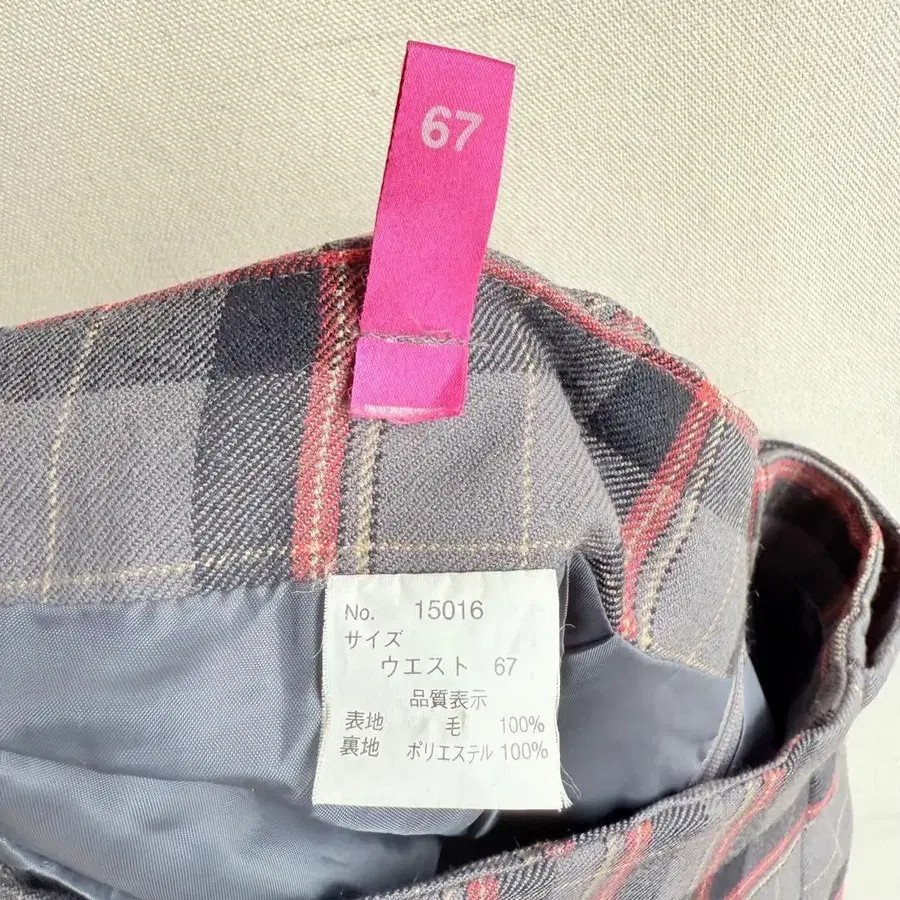 67
No. 15016
サイズ
ウエスト 67
品質表示
表地 毛 100%
裏地 ポリエステル 100%